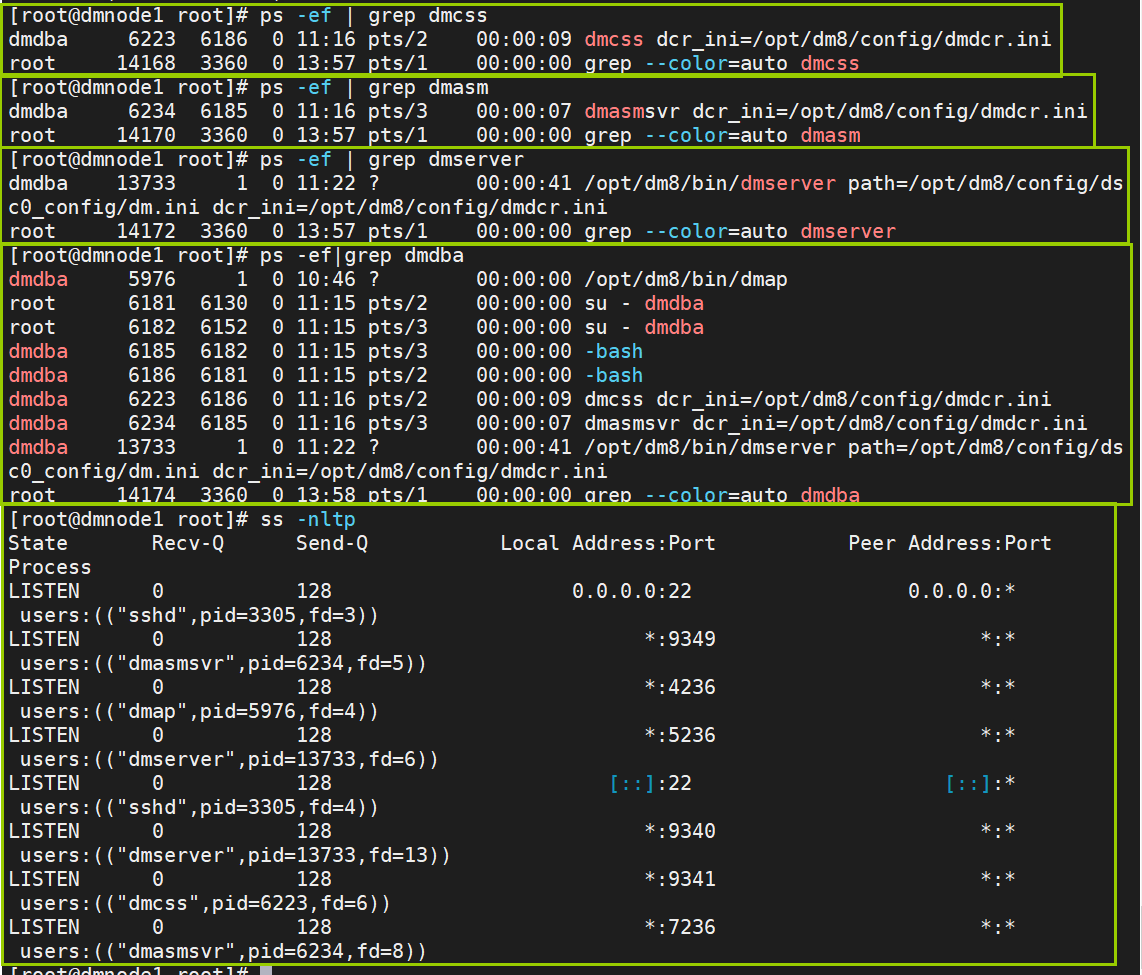 [root@dmnode1 root]# ps -ef | grep dmcss
dmdba     6223  6186  0 11:16 pts/2    00:00:09 dmcss dcr_ini=/opt/dm8/config/dmdcr.ini
root     14168  3360  0 13:57 pts/1    00:00:00 grep --color=auto dmcss
[root@dmnode1 root]# ps -ef | grep dmasm
dmdba     6234  6185  0 11:16 pts/3    00:00:07 dmasmsvr dcr_ini=/opt/dm8/config/dmdcr.ini
root     14170  3360  0 13:57 pts/1    00:00:00 grep --color=auto dmasm
[root@dmnode1 root]# ps -ef | grep dmserver
dmdba    13733     1  0 11:22 ?        00:00:41 /opt/dm8/bin/dmserver path=/opt/dm8/config/ds
c0_config/dm.ini dcr_ini=/opt/dm8/config/dmdcr.ini
root     14172  3360  0 13:57 pts/1    00:00:00 grep --color=auto dmserver
[root@dmnode1 root]# ps -ef|grep dmdba
dmdba     5976     1  0 10:46 ?        00:00:00 /opt/dm8/bin/dmap
root      6181  6130  0 11:15 pts/2    00:00:00 su - dmdba
root      6182  6152  0 11:15 pts/3    00:00:00 su - dmdba
dmdba     6185  6182  0 11:15 pts/3    00:00:00 -bash
dmdba     6186  6181  0 11:15 pts/2    00:00:00 -bash
dmdba     6223  6186  0 11:16 pts/2    00:00:09 dmcss dcr_ini=/opt/dm8/config/dmdcr.ini
dmdba     6234  6185  0 11:16 pts/3    00:00:07 dmasmsvr dcr_ini=/opt/dm8/config/dmdcr.ini
dmdba    13733     1  0 11:22 ?        00:00:41 /opt/dm8/bin/dmserver path=/opt/dm8/config/ds
c0_config/dm.ini dcr_ini=/opt/dm8/config/dmdcr.ini
root     14174  3360  0 13:58 pts/1    00:00:00 grep --color=auto dmdba
[root@dmnode1 root]# ss -nltp
State       Recv-Q      Send-Q           Local Address:Port           Peer Address:Port
Process
LISTEN      0           128                    0.0.0.0:22                  0.0.0.0:*
 users:(("sshd",pid=3305,fd=3))
LISTEN      0           128                          *:9349                      *:*
 users:(("dmasmsvr",pid=6234,fd=5))
LISTEN      0           128                          *:4236                      *:*
 users:(("dmap",pid=5976,fd=4))
LISTEN      0           128                          *:5236                      *:*
 users:(("dmserver",pid=13733,fd=6))
LISTEN      0           128                       [::]:22                     [::]:*
 users:(("sshd",pid=3305,fd=4))
LISTEN      0           128                          *:9340                      *:*
 users:(("dmserver",pid=13733,fd=13))
LISTEN      0           128                          *:9341                      *:*
 users:(("dmcss",pid=6223,fd=6))
LISTEN      0           128                          *:7236                      *:*
 users:(("dmasmsvr",pid=6234,fd=8))
[root@dmnode1 root]#